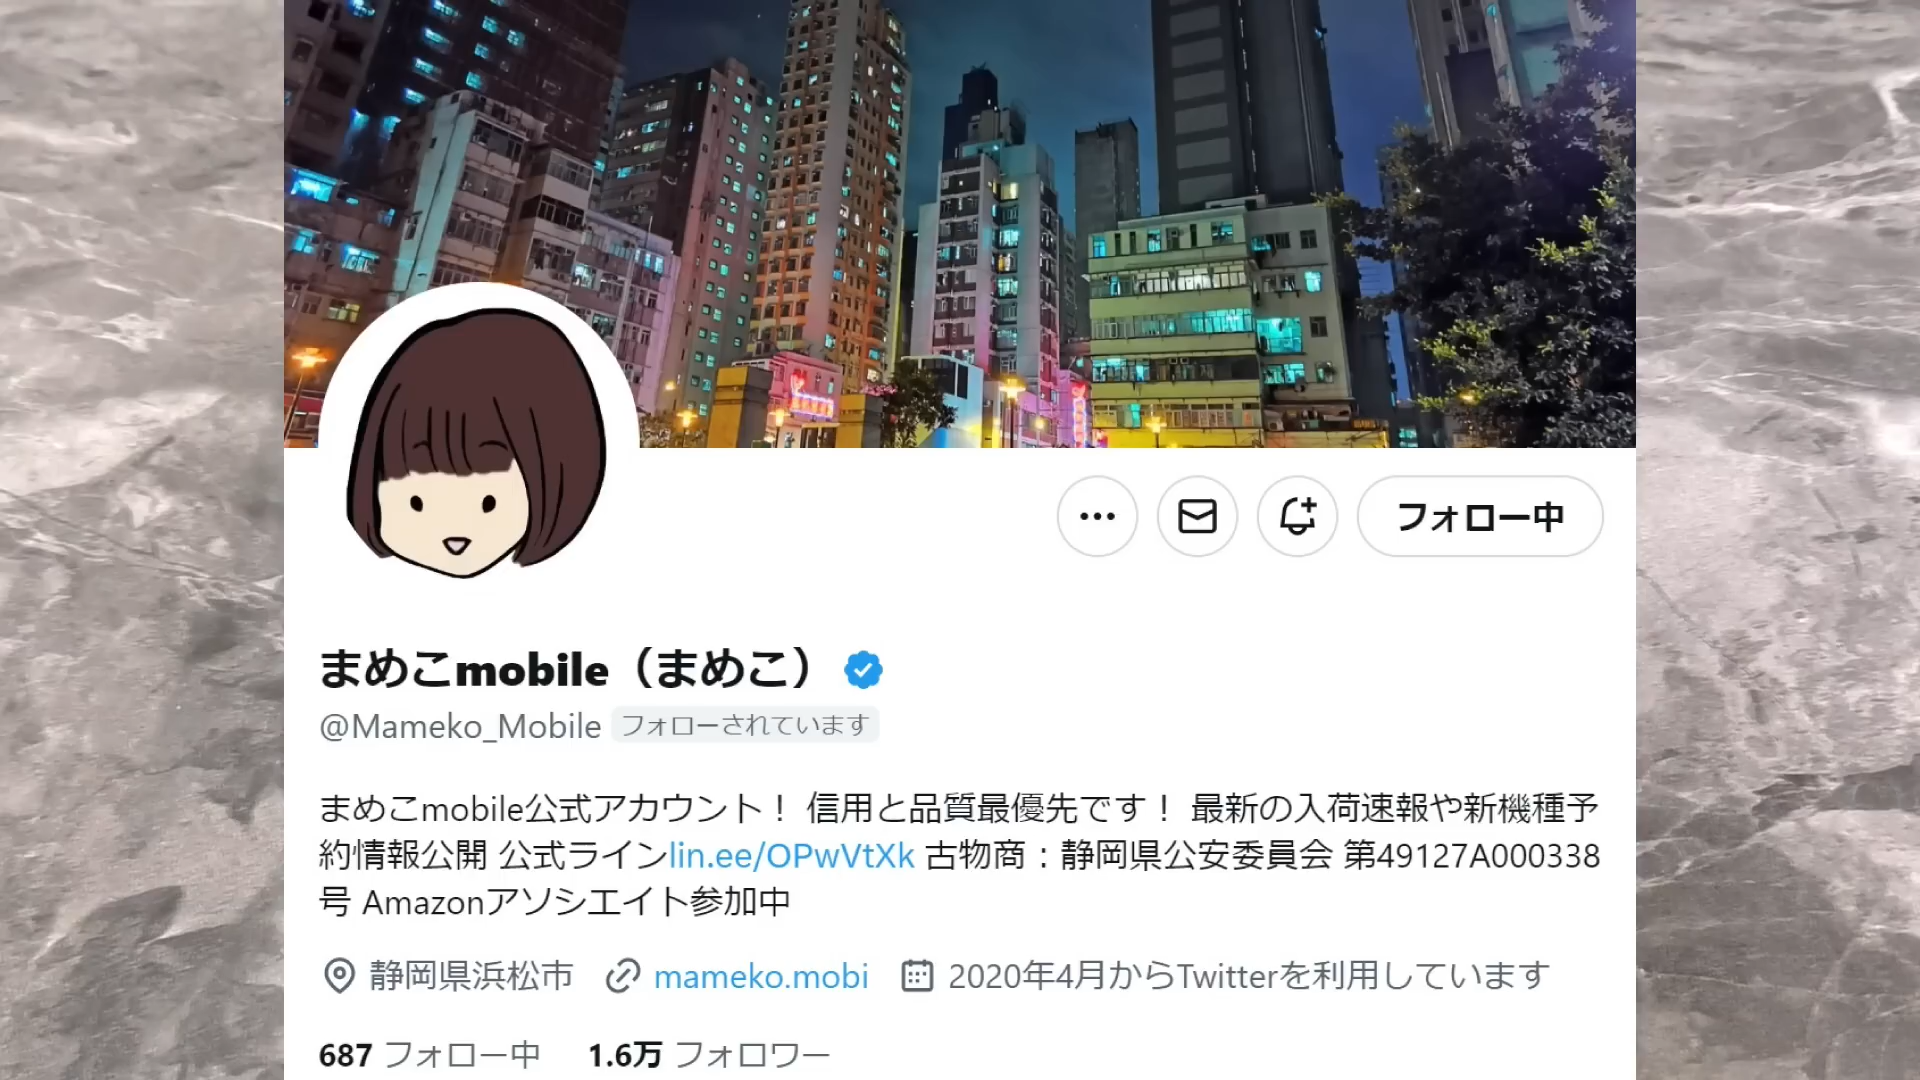 フォロー中
まめこmobile（まめこ）
@Mameko_Mobile フォローされています
まめこmobile公式アカウント！ 信用と品質最優先です！ 最新の入荷速報や新機種予
約情報公開 公式ラインlin.ee/OPwVtXk 古物商：静岡県公安委員会 第49127A000338
号 Amazonアソシエイト参加中
静岡県浜松市 mameko.mobi 2020年4月からTwitterを利用しています
687 フォロー中 1.6万 フォロワー